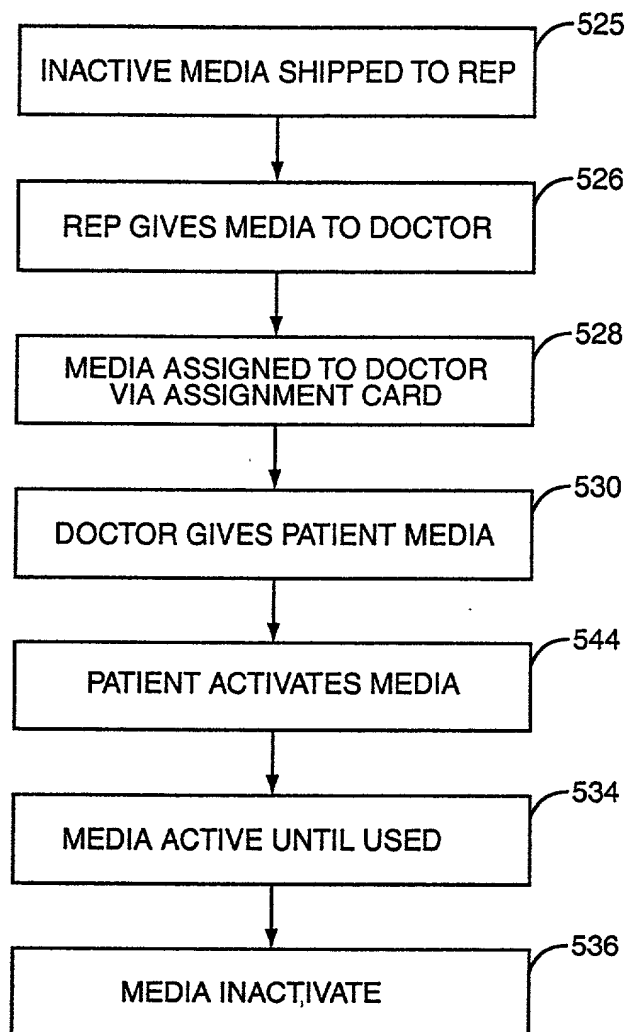 525
INACTIVE MEDIA SHIPPED TO REP
526
REP GIVES MEDIA TO DOCTOR
528
MEDIA ASSIGNED TO DOCTOR
VIA ASSIGNMENT CARD
530
DOCTOR GIVES PATIENT MEDIA
544
PATIENT ACTIVATES MEDIA
534
MEDIA ACTIVE UNTIL USED
536
MEDIA INACTIVATE